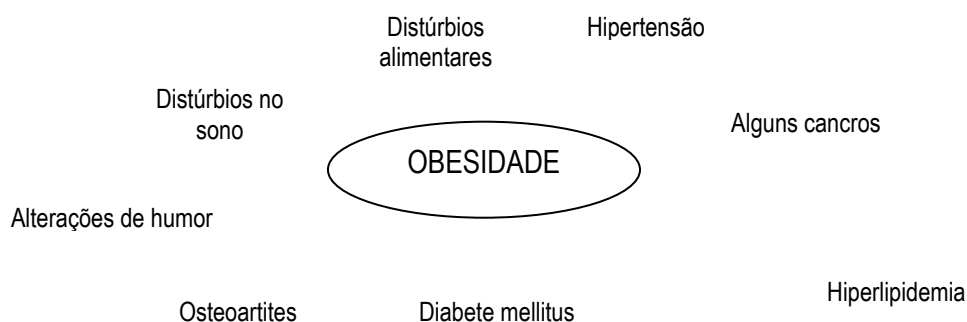 Distúrbios
alimentares
Hipertensão
Distúrbios no
sono
Alguns cancros
OBESIDADE
Alterações de humor
Hiperlipidemia
Osteoartites
Diabete mellitus